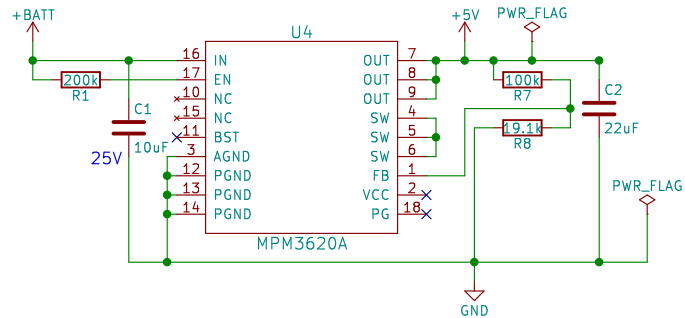 +BATT
+5V
PWR_FLAG
U4
16 IN
17 EN
10 NC
15 NC
11 BST
3 AGND
12 PGND
13 PGND
14 PGND
OUT 7
OUT 8
OUT 9
SW 4
SW 5
SW 6
FB 1
VCC 2
PG 18
MPM3620A
200k
R1
C1
10uF
25V
100k
R7
19.1k
R8
C2
22uF
PWR_FLAG
GND